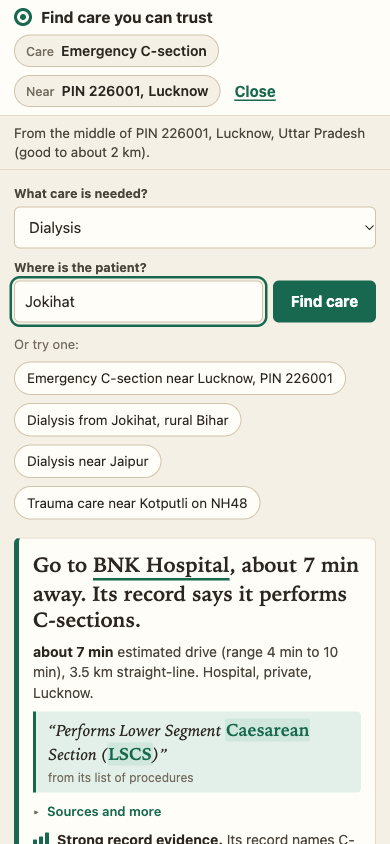 Find care you can trust
Care Emergency C-section
Near PIN 226001, Lucknow Close
From the middle of PIN 226001, Lucknow, Uttar Pradesh
(good to about 2 km).
What care is needed?
Dialysis
Where is the patient?
Jokihat
Find care
Or try one:
Emergency C-section near Lucknow, PIN 226001
Dialysis from Jokihat, rural Bihar
Dialysis near Jaipur
Trauma care near Kotputli on NH48
Go to BNK Hospital, about 7 min
away. Its record says it performs
C-sections.
about 7 min estimated drive (range 4 min to 10
min), 3.5 km straight-line. Hospital, private,
Lucknow.
“Performs Lower Segment Caesarean
Section (LSCS)”
from its list of procedures
Sources and more
Strong record evidence. Its record names C-